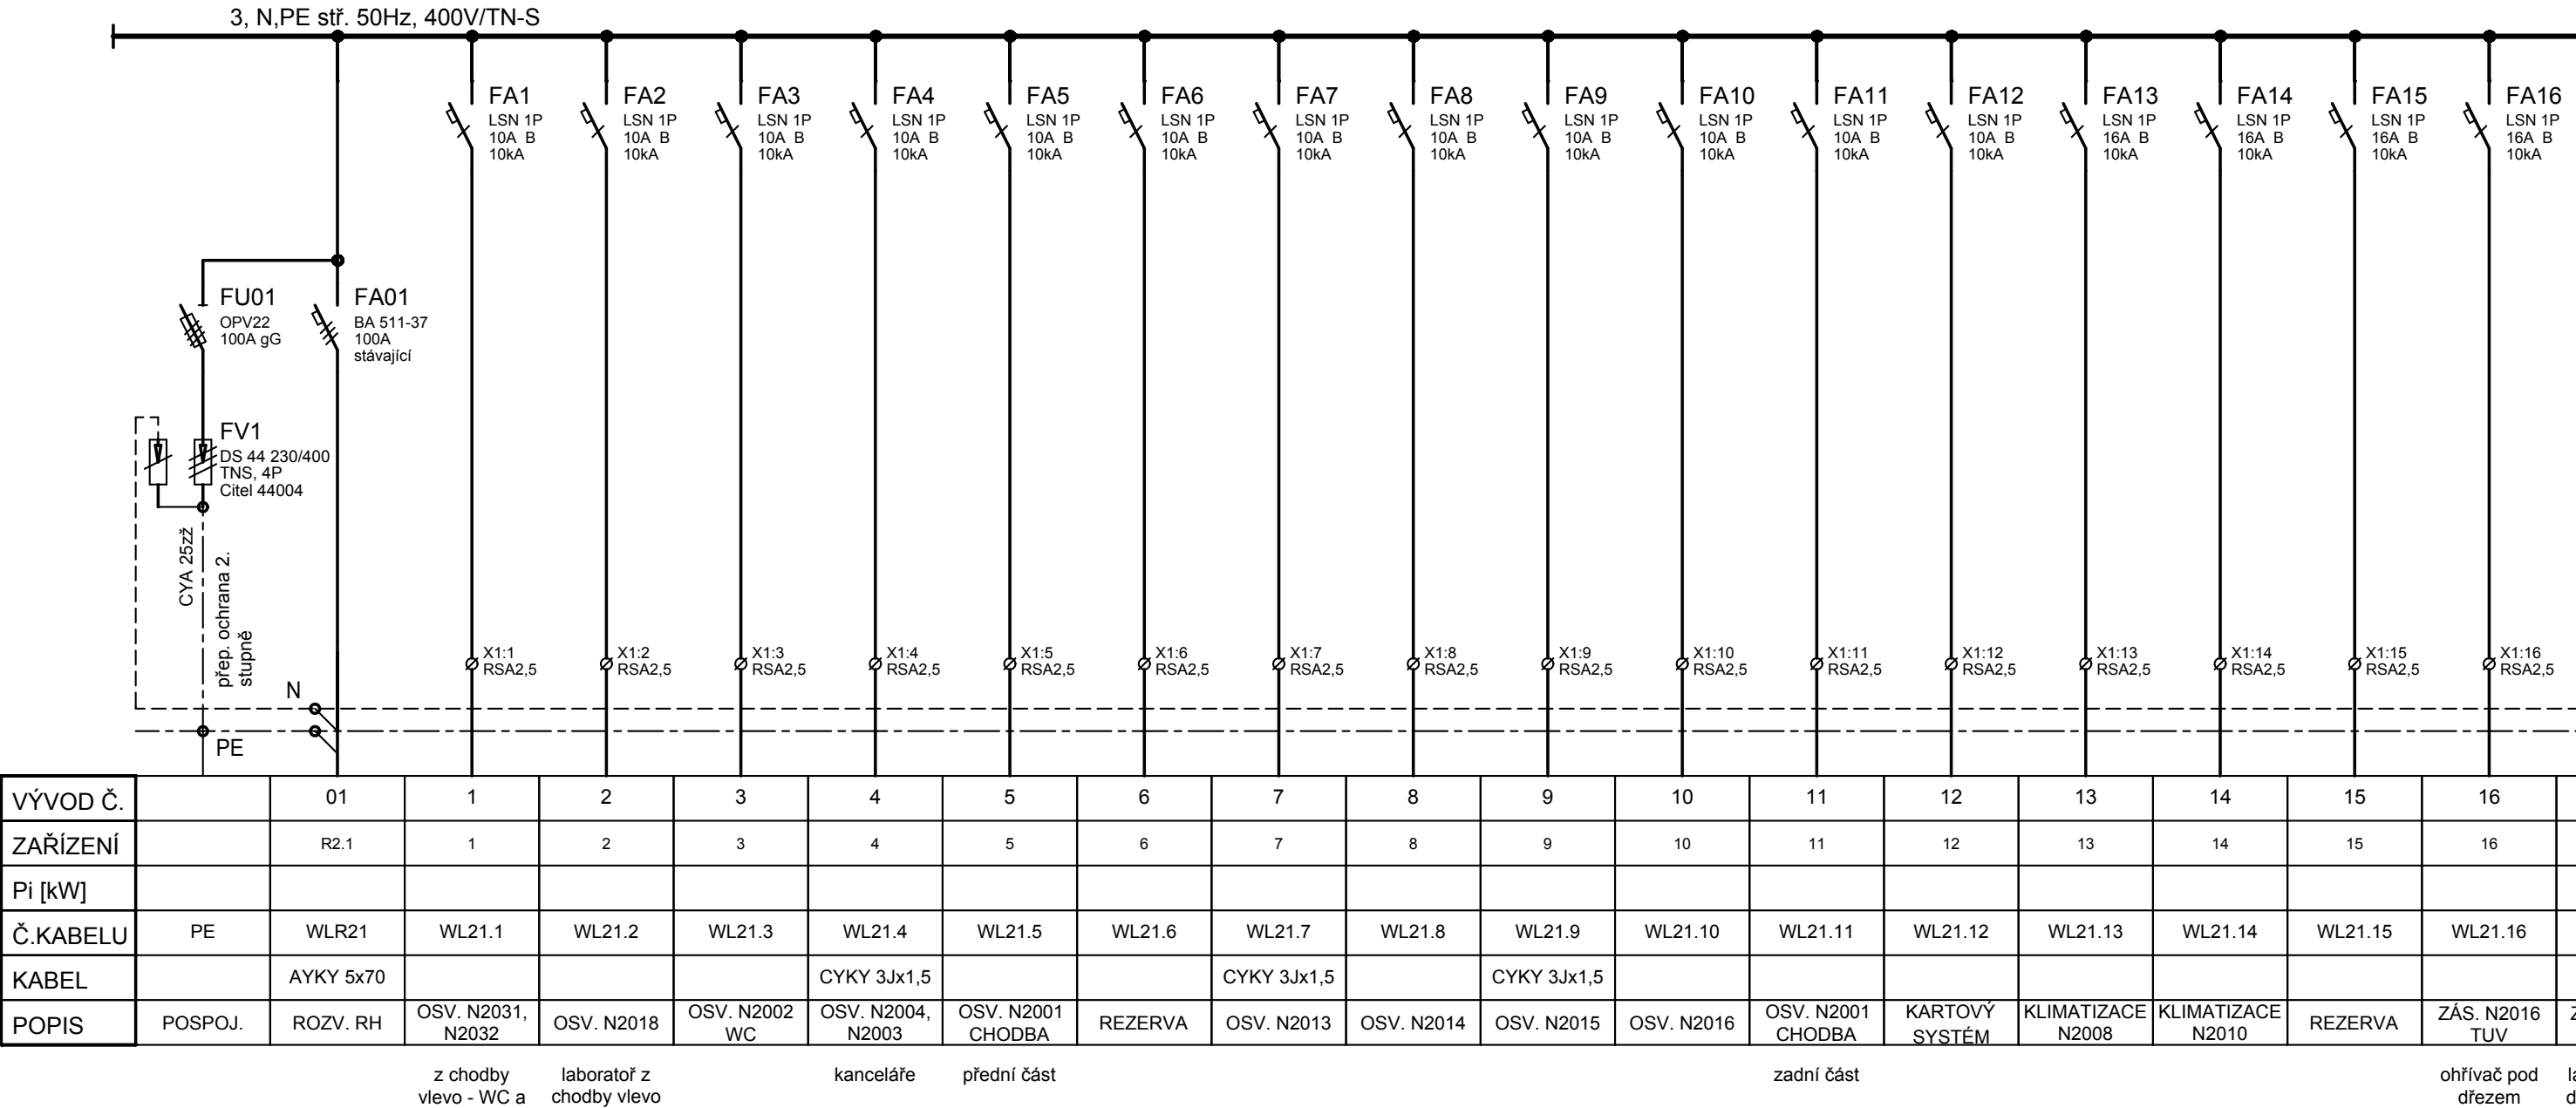 3, N,PE stř. 50Hz, 400V/TN-S
FA1
LSN 1P
10A B
10kA
FA2
LSN 1P
10A B
10kA
FA3
LSN 1P
10A B
10kA
FA4
LSN 1P
10A B
10kA
FA5
LSN 1P
10A B
10kA
FA6
LSN 1P
10A B
10kA
FA7
LSN 1P
10A B
10kA
FA8
LSN 1P
10A B
10kA
FA9
LSN 1P
10A B
10kA
FA10
LSN 1P
10A B
10kA
FA11
LSN 1P
10A B
10kA
FA12
LSN 1P
10A B
10kA
FA13
LSN 1P
16A B
10kA
FA14
LSN 1P
16A B
10kA
FA15
LSN 1P
16A B
10kA
FA16
LSN 1P
16A B
10kA
FU01
OPV22
100A gG
FA01
BA 511-37
100A
stávající
FV1
DS 44 230/400
TNS, 4P
Citel 44004
CYA 25zž
přep. ochrana 2.
stupně
N
PE
X1:1
RSA2,5
X1:2
RSA2,5
X1:3
RSA2,5
X1:4
RSA2,5
X1:5
RSA2,5
X1:6
RSA2,5
X1:7
RSA2,5
X1:8
RSA2,5
X1:9
RSA2,5
X1:10
RSA2,5
X1:11
RSA2,5
X1:12
RSA2,5
X1:13
RSA2,5
X1:14
RSA2,5
X1:15
RSA2,5
X1:16
RSA2,5
VÝVOD Č. 01 1 2 3 4 5 6 7 8 9 10 11 12 13 14 15 16
ZAŘÍZENÍ R2.1 1 2 3 4 5 6 7 8 9 10 11 12 13 14 15 16
Pi [kW]
Č.KABELU PE WLR21 WL21.1 WL21.2 WL21.3 WL21.4 WL21.5 WL21.6 WL21.7 WL21.8 WL21.9 WL21.10 WL21.11 WL21.12 WL21.13 WL21.14 WL21.15 WL21.16
KABEL AYKY 5x70 CYKY 3Jx1,5 CYKY 3Jx1,5 CYKY 3Jx1,5
POPIS
POSPOJ.
ROZV. RH
OSV. N2031,
N2032
OSV. N2018
OSV. N2002
WC
OSV. N2004,
N2003
OSV. N2001
CHODBA
REZERVA
OSV. N2013
OSV. N2014
OSV. N2015
OSV. N2016
OSV. N2001
CHODBA
KARTOVÝ
SYSTÉM
KLIMATIZACE
N2008
KLIMATIZACE
N2010
REZERVA
ZÁS. N2016
TUV
z chodby
vlevo - WC a
laboratoř z
chodby vlevo
kanceláře
přední část
zadní část
ohřívač pod
dřezem